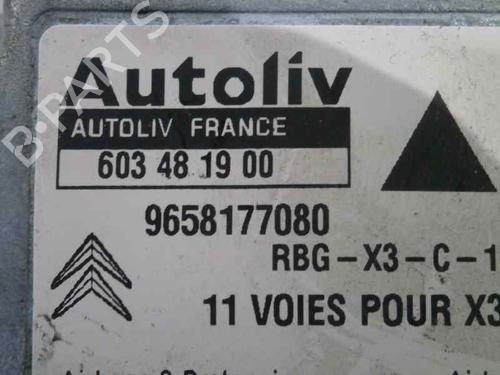 Autoliv
AUTOLIV FRANCE
603 48 19 00
9658177080
RBG-X3-C-1
11 VOIES POUR X3
B-PARTS